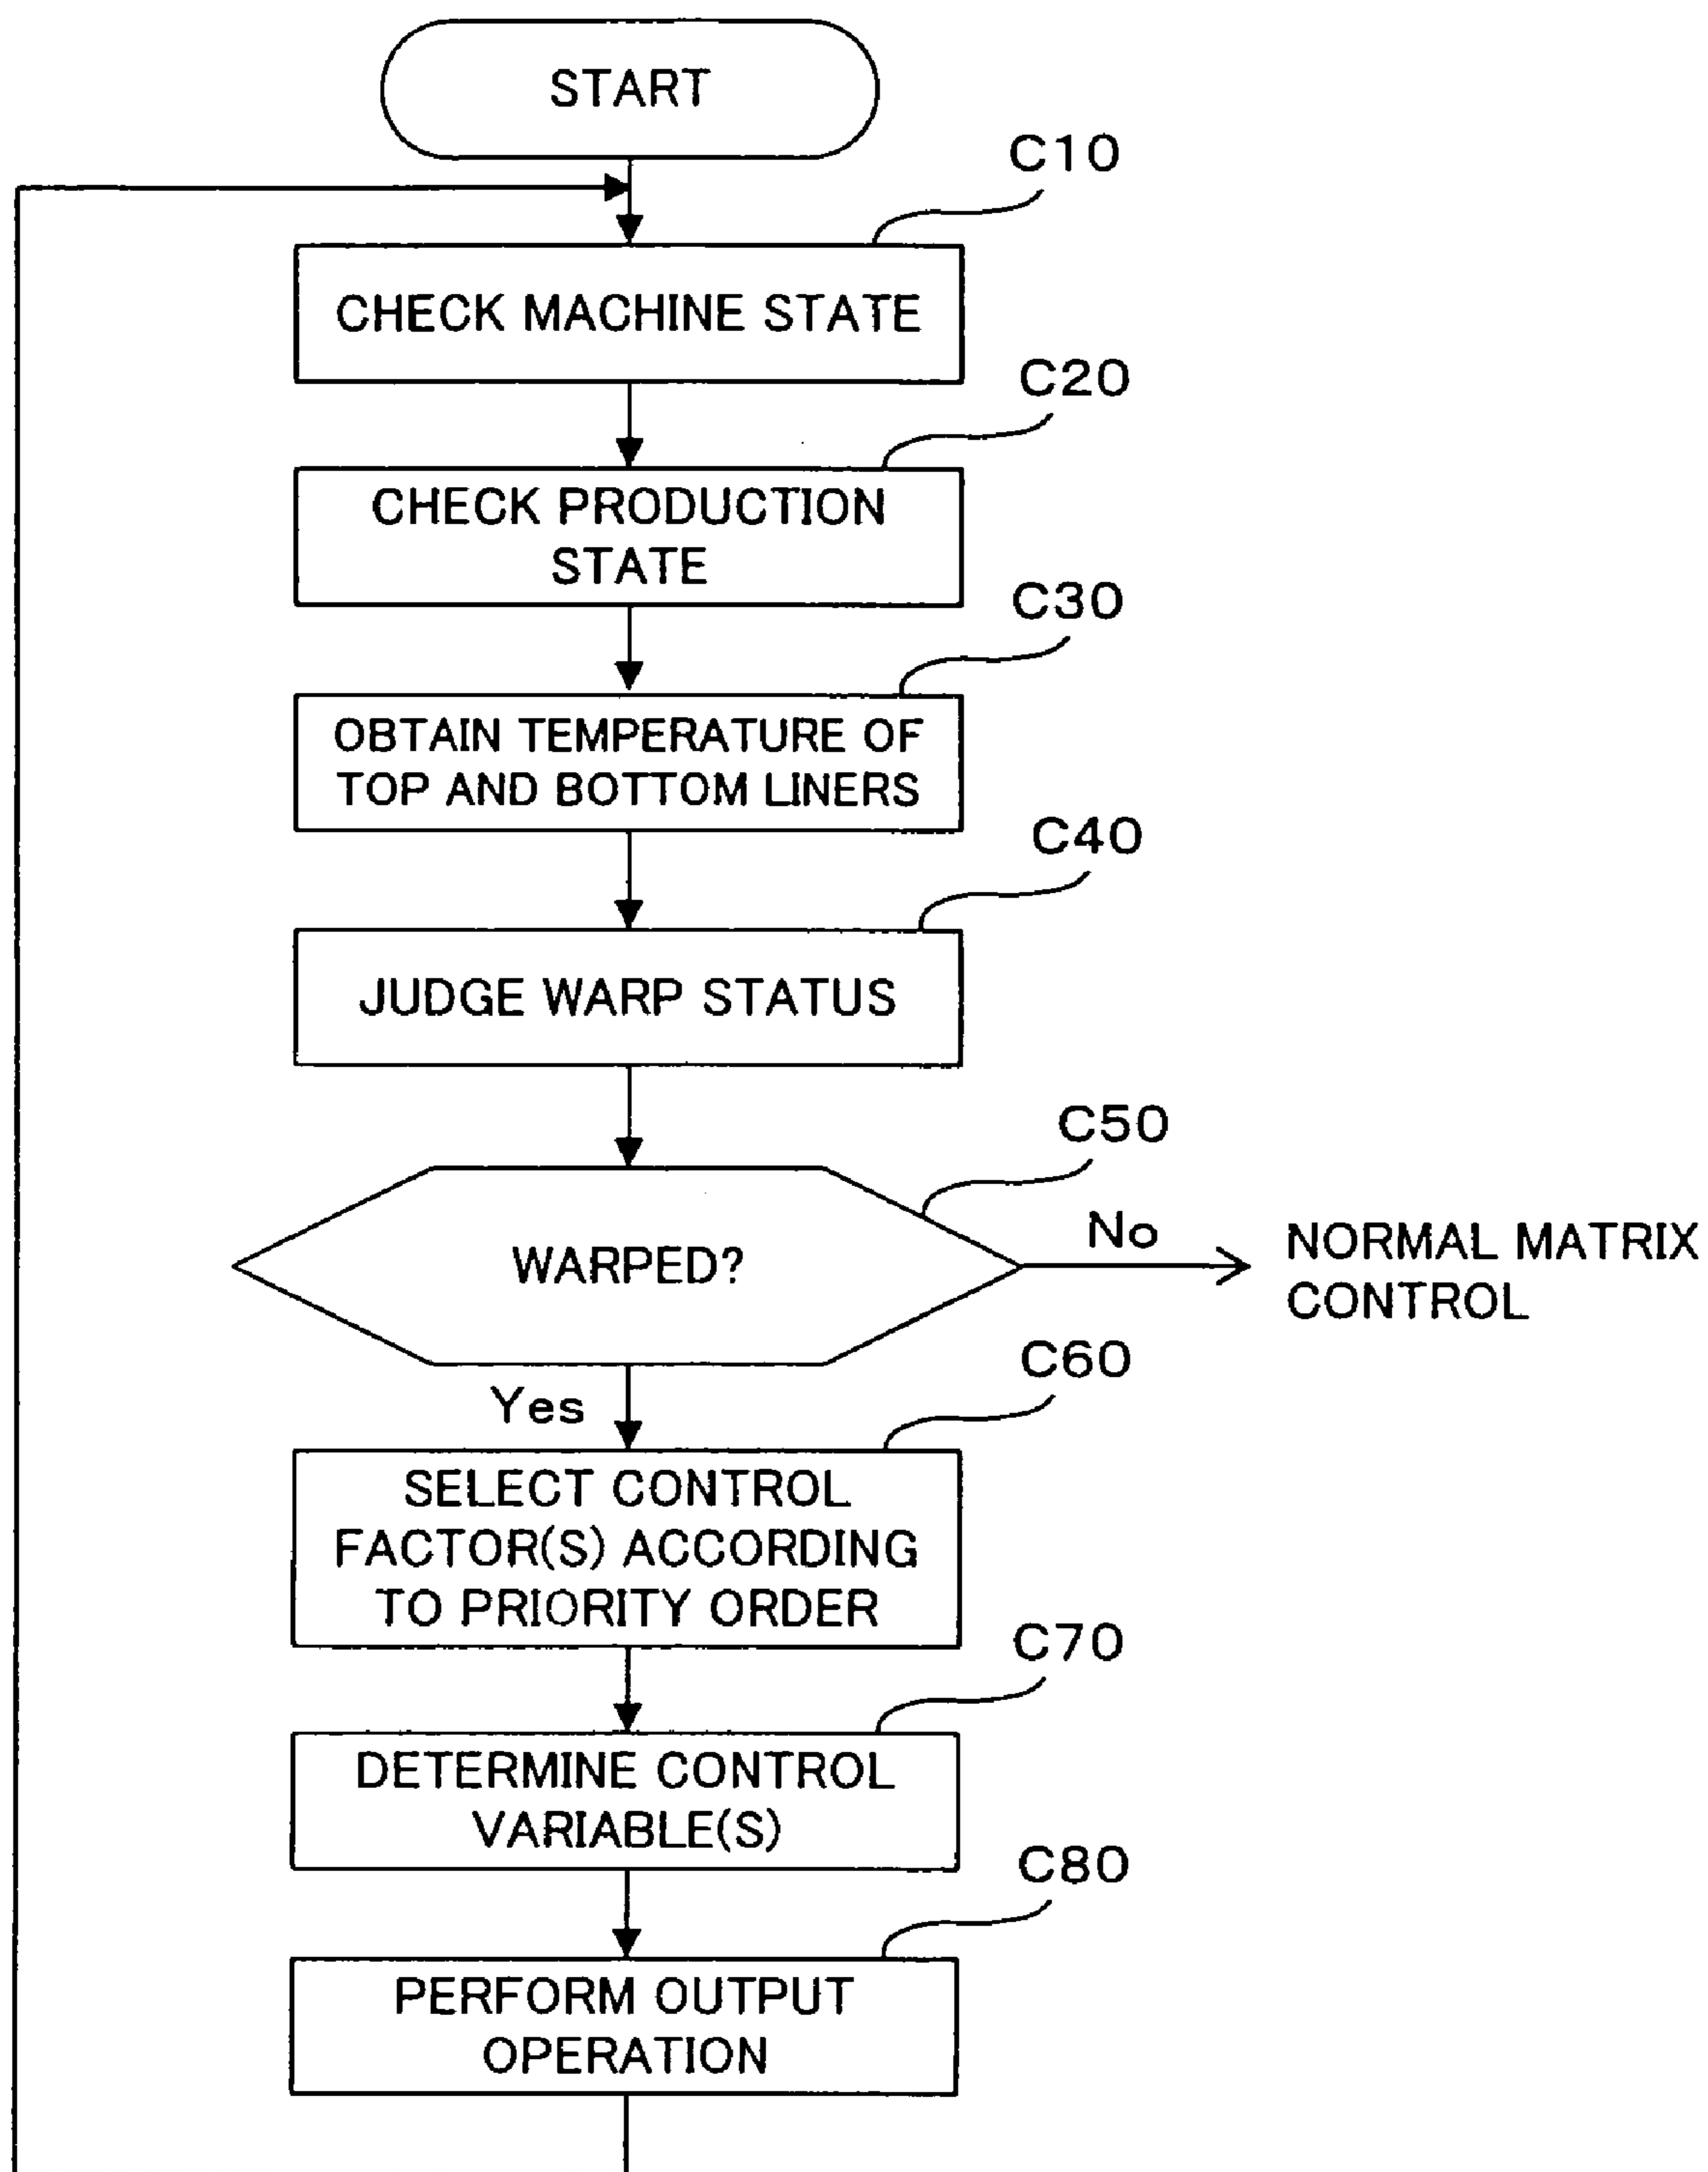 START
C10
CHECK MACHINE STATE
C20
CHECK PRODUCTION
STATE
C30
OBTAIN TEMPERATURE OF
TOP AND BOTTOM LINERS
C40
JUDGE WARP STATUS
C50
WARPED?
No
NORMAL MATRIX
CONTROL
Yes
C60
SELECT CONTROL
FACTOR(S) ACCORDING
TO PRIORITY ORDER
C70
DETERMINE CONTROL
VARIABLE(S)
C80
PERFORM OUTPUT
OPERATION